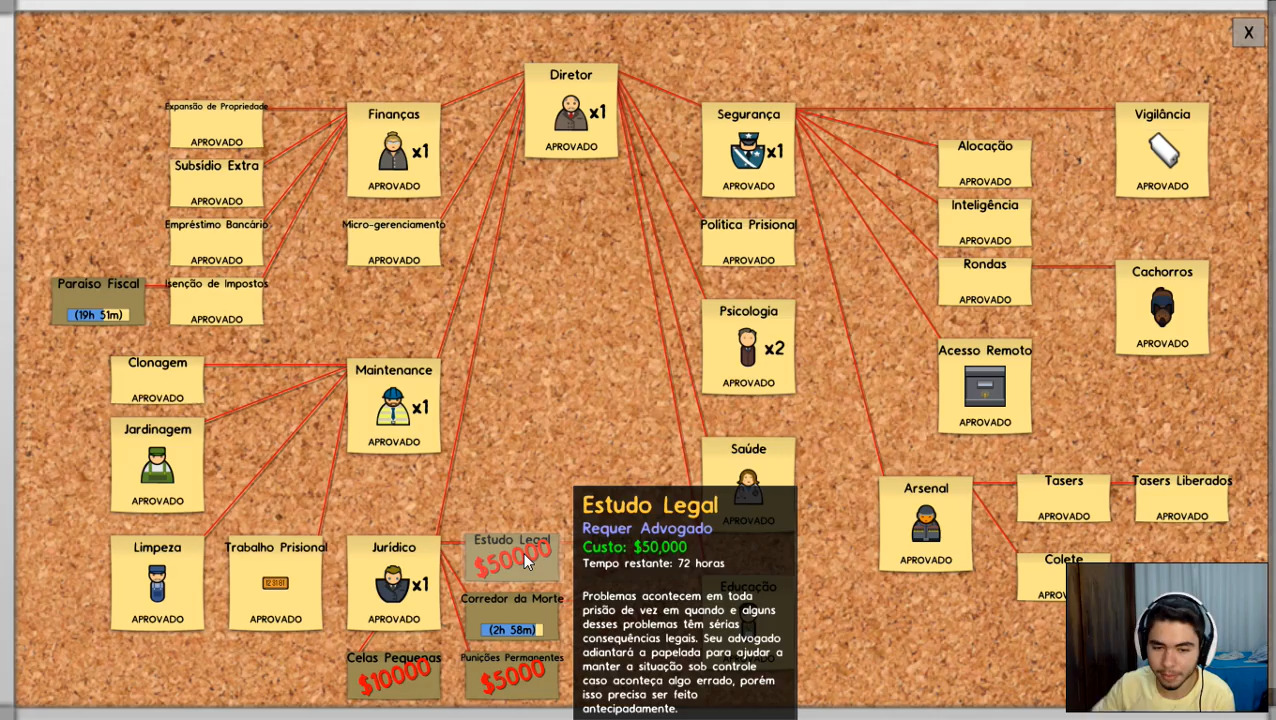 X
Diretor
x1
APROVADO
Expansão de Propriedade
APROVADO
Subsídio Extra
APROVADO
Empréstimo Bancário
APROVADO
Isenção de Impostos
APROVADO
Paraíso Fiscal
(19h 51m)
Finanças
x1
APROVADO
Micro-gerenciamento
APROVADO
Segurança
x1
APROVADO
Política Prisional
APROVADO
Psicologia
x2
APROVADO
Saúde
APROVADO
Educação
Alocação
APROVADO
Inteligência
APROVADO
Rondas
APROVADO
Acesso Remoto
APROVADO
Vigilância
APROVADO
Cachorros
APROVADO
Arsenal
APROVADO
Tasers
APROVADO
Tasers Liberados
APROVADO
Colete
Clonagem
APROVADO
Jardinagem
APROVADO
Limpeza
APROVADO
Trabalho Prisional
APROVADO
Maintenance
x1
APROVADO
Jurídico
x1
APROVADO
Estudo Legal
$50000
Corredor da Morte
(2h 58m)
Celas Pequenas
$10000
Punições Permanentes
$5000
Estudo Legal
Requer Advogado
Custo: $50,000
Tempo restante: 72 horas
Problemas acontecem em toda
prisão de vez em quando e alguns
desses problemas têm sérias
consequências legais. Seu advogado
adiantará a papelada para ajudar a
manter a situação sob controle
caso aconteça algo errado, porém
isso precisa ser feito
antecipadamente.